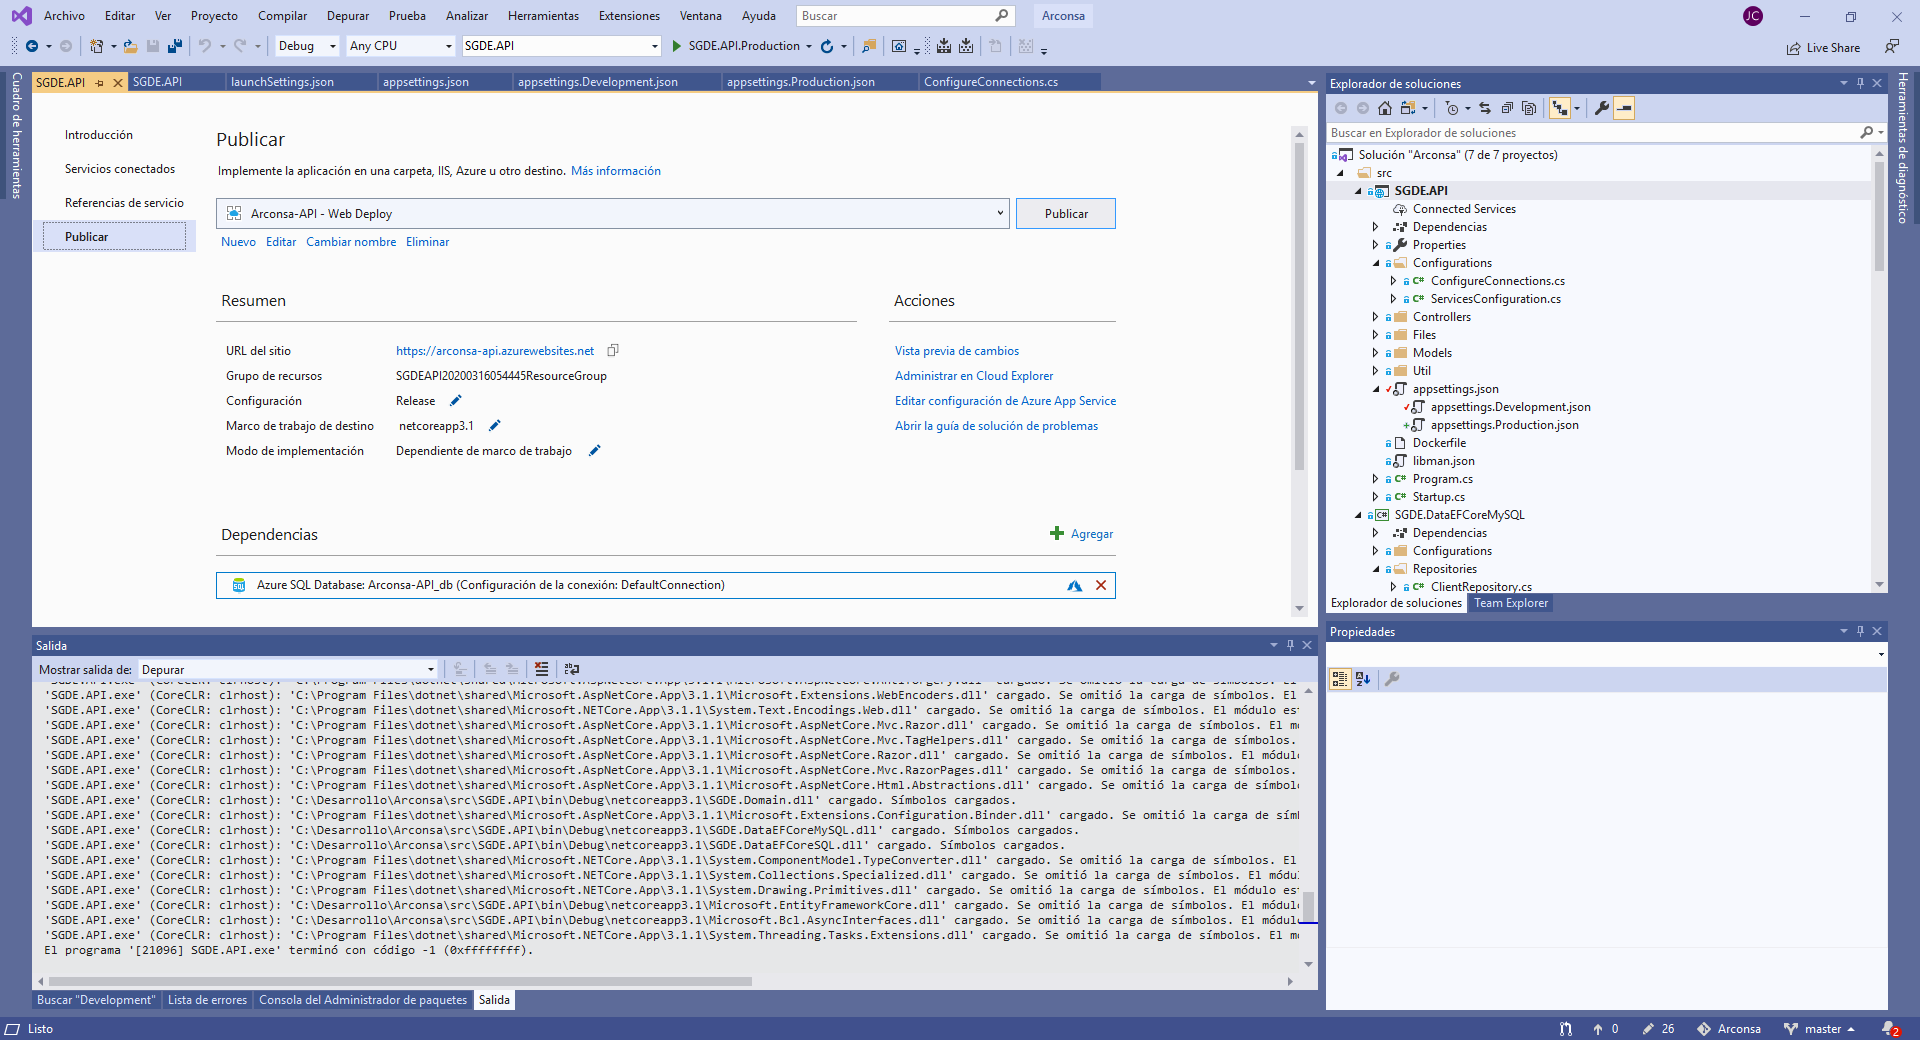 Archivo Editar Ver Proyecto Compilar Depurar Prueba Analizar Herramientas Extensiones Ventana Ayuda Buscar Arconsa JC
Debug Any CPU SGDE.API SGDE.API.Production Live Share
Cuadro de herramientas
SGDE.API SGDE.API launchSettings.json appsettings.json appsettings.Development.json appsettings.Production.json ConfigureConnections.cs
Introducción
Servicios conectados
Referencias de servicio
Publicar
Publicar
Implemente la aplicación en una carpeta, IIS, Azure u otro destino. Más información
Arconsa-API - Web Deploy Publicar
Nuevo Editar Cambiar nombre Eliminar
Resumen Acciones
URL del sitio https://arconsa-api.azurewebsites.net Vista previa de cambios
Grupo de recursos SGDEAPI20200316054445ResourceGroup Administrar en Cloud Explorer
Configuración Release Editar configuración de Azure App Service
Marco de trabajo de destino netcoreapp3.1 Abrir la guía de solución de problemas
Modo de implementación Dependiente de marco de trabajo
Dependencias Agregar
SQL Azure SQL Database: Arconsa-API_db (Configuración de la conexión: DefaultConnection)
Salida
Mostrar salida de: Depurar
'SGDE.API.exe' (CoreCLR: clrhost): 'C:\Program Files\dotnet\shared\Microsoft.AspNetCore.App\3.1.1\Microsoft.Extensions.WebEncoders.dll' cargado. Se omitió la carga de símbolos. El
'SGDE.API.exe' (CoreCLR: clrhost): 'C:\Program Files\dotnet\shared\Microsoft.NETCore.App\3.1.1\System.Text.Encodings.Web.dll' cargado. Se omitió la carga de símbolos. El módulo es
'SGDE.API.exe' (CoreCLR: clrhost): 'C:\Program Files\dotnet\shared\Microsoft.AspNetCore.App\3.1.1\Microsoft.AspNetCore.Mvc.Razor.dll' cargado. Se omitió la carga de símbolos. El m
'SGDE.API.exe' (CoreCLR: clrhost): 'C:\Program Files\dotnet\shared\Microsoft.AspNetCore.App\3.1.1\Microsoft.AspNetCore.Mvc.TagHelpers.dll' cargado. Se omitió la carga de símbolos.
'SGDE.API.exe' (CoreCLR: clrhost): 'C:\Program Files\dotnet\shared\Microsoft.AspNetCore.App\3.1.1\Microsoft.AspNetCore.Razor.dll' cargado. Se omitió la carga de símbolos. El módul
'SGDE.API.exe' (CoreCLR: clrhost): 'C:\Program Files\dotnet\shared\Microsoft.AspNetCore.App\3.1.1\Microsoft.AspNetCore.Mvc.RazorPages.dll' cargado. Se omitió la carga de símbolos.
'SGDE.API.exe' (CoreCLR: clrhost): 'C:\Program Files\dotnet\shared\Microsoft.AspNetCore.App\3.1.1\Microsoft.AspNetCore.Html.Abstractions.dll' cargado. Se omitió la carga de símbol
'SGDE.API.exe' (CoreCLR: clrhost): 'C:\Desarrollo\Arconsa\src\SGDE.API\bin\Debug\netcoreapp3.1\SGDE.Domain.dll' cargado. Símbolos cargados.
'SGDE.API.exe' (CoreCLR: clrhost): 'C:\Program Files\dotnet\shared\Microsoft.AspNetCore.App\3.1.1\Microsoft.Extensions.Configuration.Binder.dll' cargado. Se omitió la carga de sím
'SGDE.API.exe' (CoreCLR: clrhost): 'C:\Desarrollo\Arconsa\src\SGDE.API\bin\Debug\netcoreapp3.1\SGDE.DataEFCoreMySQL.dll' cargado. Símbolos cargados.
'SGDE.API.exe' (CoreCLR: clrhost): 'C:\Desarrollo\Arconsa\src\SGDE.API\bin\Debug\netcoreapp3.1\SGDE.DataEFCoreSQL.dll' cargado. Símbolos cargados.
'SGDE.API.exe' (CoreCLR: clrhost): 'C:\Program Files\dotnet\shared\Microsoft.NETCore.App\3.1.1\System.ComponentModel.TypeConverter.dll' cargado. Se omitió la carga de símbolos. El
'SGDE.API.exe' (CoreCLR: clrhost): 'C:\Program Files\dotnet\shared\Microsoft.NETCore.App\3.1.1\System.Collections.Specialized.dll' cargado. Se omitió la carga de símbolos. El módu
'SGDE.API.exe' (CoreCLR: clrhost): 'C:\Program Files\dotnet\shared\Microsoft.NETCore.App\3.1.1\System.Drawing.Primitives.dll' cargado. Se omitió la carga de símbolos. El módulo es
'SGDE.API.exe' (CoreCLR: clrhost): 'C:\Desarrollo\Arconsa\src\SGDE.API\bin\Debug\netcoreapp3.1\Microsoft.EntityFrameworkCore.dll' cargado. Se omitió la carga de símbolos. El módul
'SGDE.API.exe' (CoreCLR: clrhost): 'C:\Desarrollo\Arconsa\src\SGDE.API\bin\Debug\netcoreapp3.1\Microsoft.Bcl.AsyncInterfaces.dll' cargado. Se omitió la carga de símbolos. El módul
'SGDE.API.exe' (CoreCLR: clrhost): 'C:\Program Files\dotnet\shared\Microsoft.NETCore.App\3.1.1\System.Threading.Tasks.Extensions.dll' cargado. Se omitió la carga de símbolos. El m
El programa '[21096] SGDE.API.exe' terminó con código -1 (0xffffffff).
Buscar "Development" Lista de errores Consola del Administrador de paquetes Salida
Explorador de soluciones
Buscar en Explorador de soluciones
Solución "Arconsa" (7 de 7 proyectos)
src
SGDE.API
Connected Services
Dependencias
Properties
Configurations
C# ConfigureConnections.cs
C# ServicesConfiguration.cs
Controllers
Files
Models
Util
appsettings.json
appsettings.Development.json
appsettings.Production.json
Dockerfile
libman.json
C# Program.cs
C# Startup.cs
C# SGDE.DataEFCoreMySQL
Dependencias
Configurations
Repositories
C# ClientRepository.cs
Explorador de soluciones Team Explorer
Propiedades
Herramientas de diagnóstico
Listo 0 26 Arconsa master 2